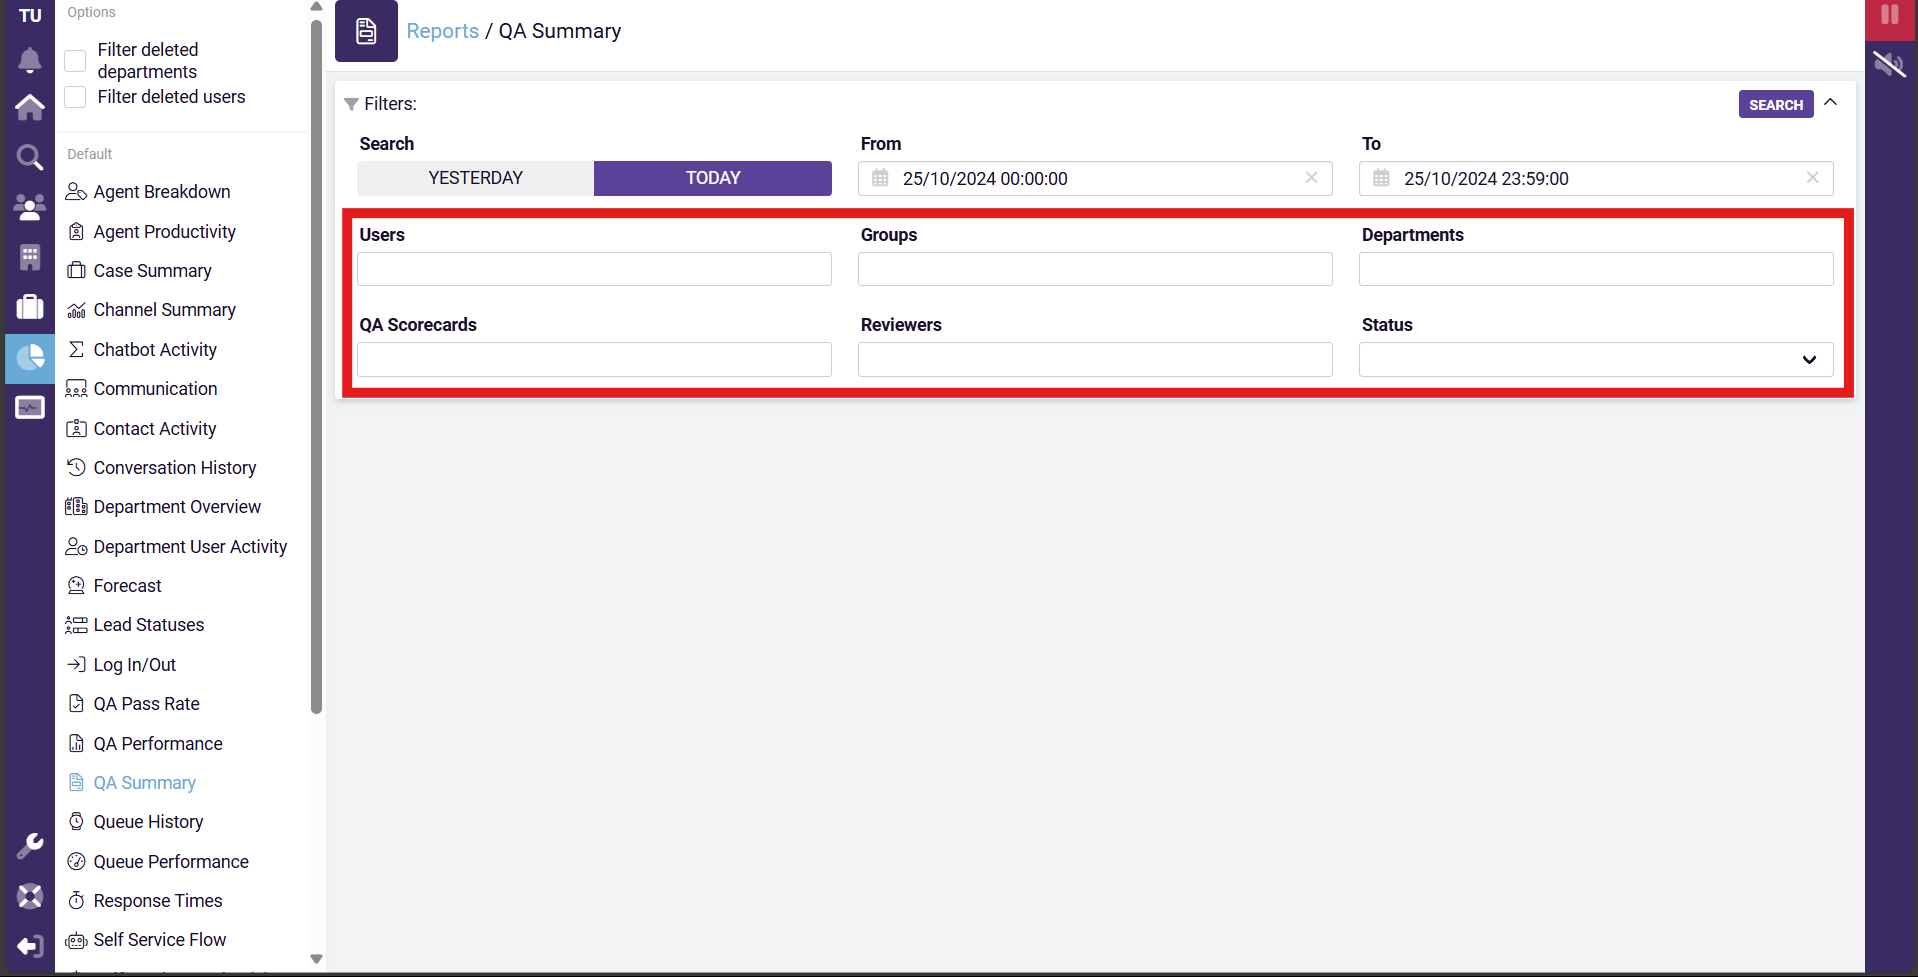 TU
Options
Filter deleted
departments
Filter deleted users
Default
Agent Breakdown
Agent Productivity
Case Summary
Channel Summary
Chatbot Activity
Communication
Contact Activity
Conversation History
Department Overview
Department User Activity
Forecast
Lead Statuses
Log In/Out
QA Pass Rate
QA Performance
QA Summary
Queue History
Queue Performance
Response Times
Self Service Flow
Reports / QA Summary
Filters:
SEARCH
Search From To
YESTERDAY TODAY 25/10/2024 00:00:00 25/10/2024 23:59:00
Users Groups Departments
QA Scorecards Reviewers Status